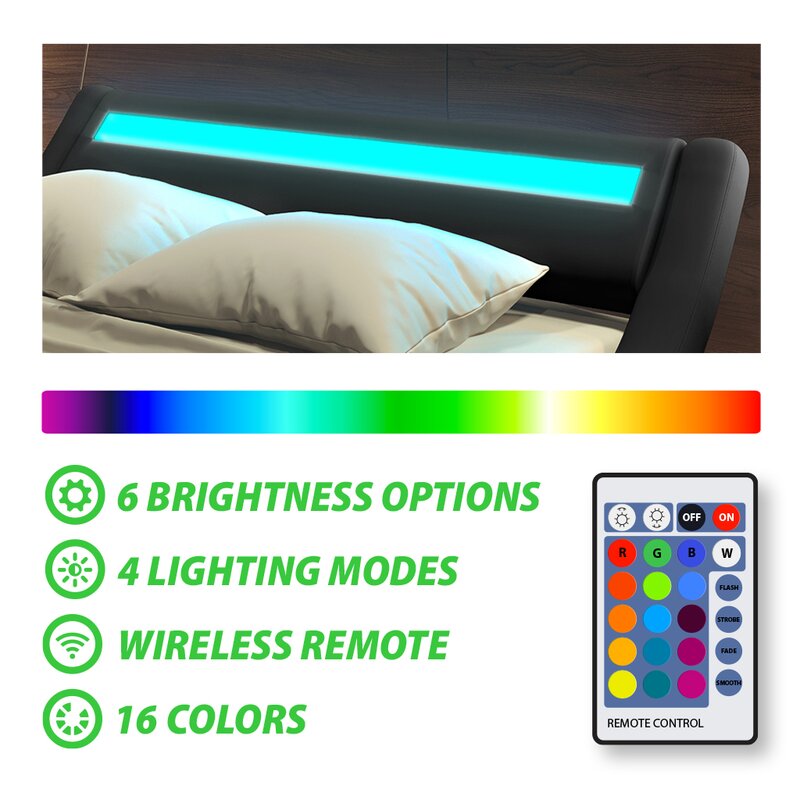 6 BRIGHTNESS OPTIONS
4 LIGHTING MODES
WIRELESS REMOTE
16 COLORS
OFF ON
R G B W
FLASH
STROBE
FADE
SMOOTH
REMOTE CONTROL